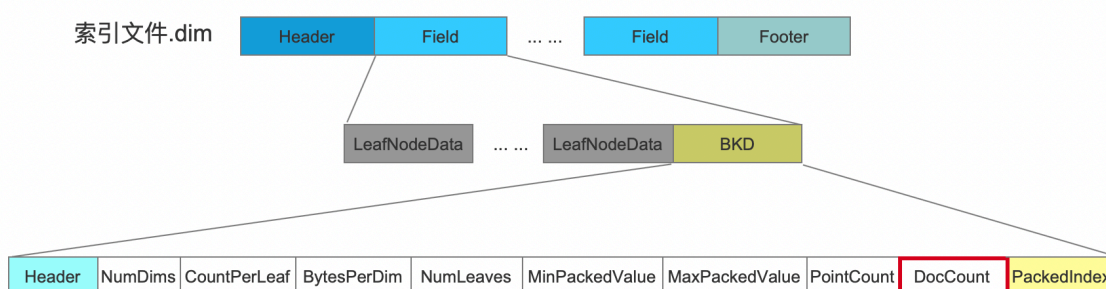 索引文件.dim Header Field ... ... Field Footer
LeafNodeData ... ... LeafNodeData BKD
Header NumDims CountPerLeaf BytesPerDim NumLeaves MinPackedValue MaxPackedValue PointCount DocCount PackedIndex